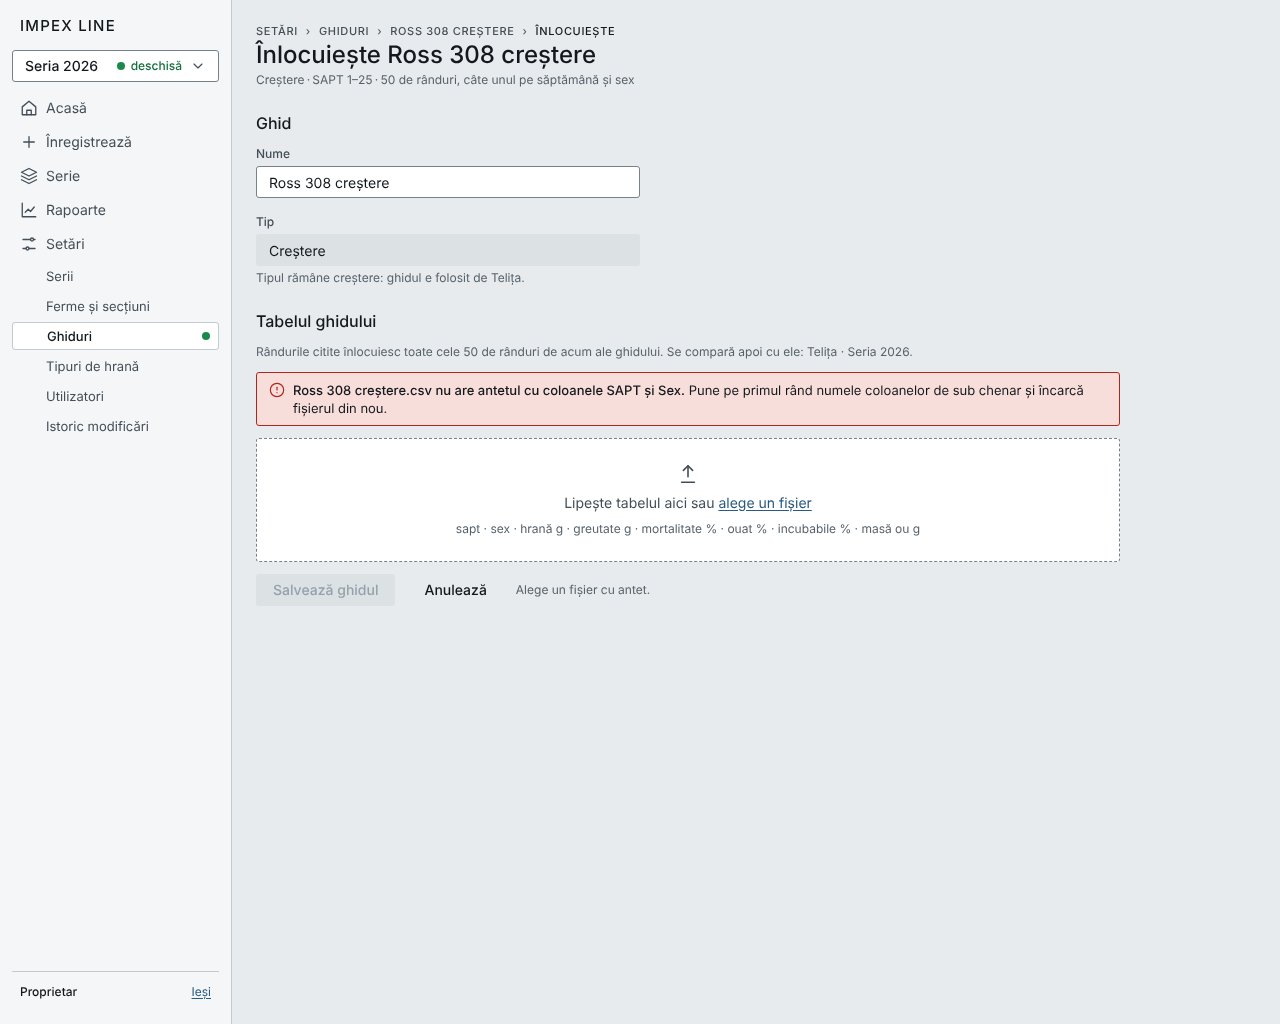 IMPEX LINE
Seria 2026 deschisă
Acasă
Înregistrează
Serie
Rapoarte
Setări
Serii
Ferme și secțiuni
Ghiduri
Tipuri de hrană
Utilizatori
Istoric modificări
Proprietar Ieși
SETĂRI › GHIDURI › ROSS 308 CREȘTERE › ÎNLOCUIEȘTE
Înlocuiește Ross 308 creștere
Creștere · SAPT 1–25 · 50 de rânduri, câte unul pe săptămână și sex
Ghid
Nume
Ross 308 creștere
Tip
Creștere
Tipul rămâne creștere: ghidul e folosit de Telița.
Tabelul ghidului
Rândurile citite înlocuiesc toate cele 50 de rânduri de acum ale ghidului. Se compară apoi cu ele: Telița · Seria 2026.
Ross 308 creștere.csv nu are antetul cu coloanele SAPT și Sex. Pune pe primul rând numele coloanelor de sub chenar și încarcă
fișierul din nou.
Lipește tabelul aici sau alege un fișier
sapt · sex · hrană g · greutate g · mortalitate % · ouat % · incubabile % · masă ou g
Salvează ghidul Anulează Alege un fișier cu antet.